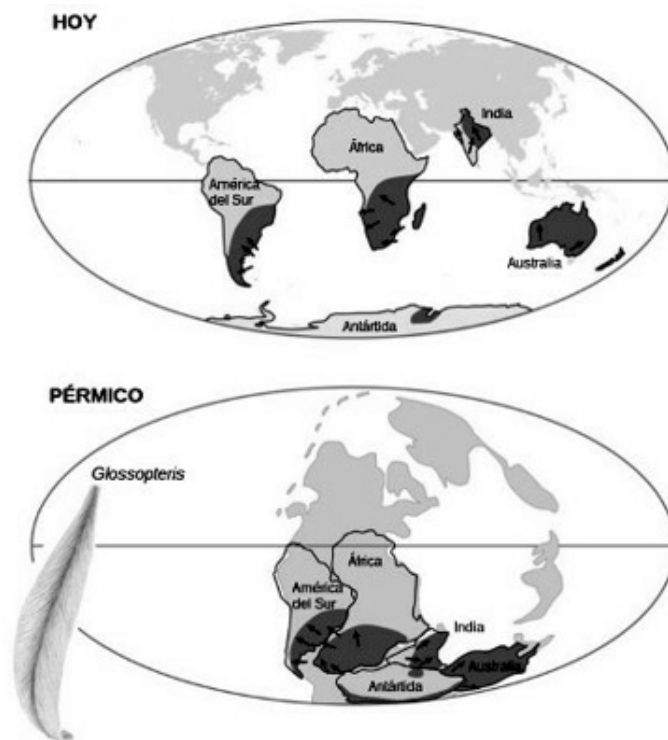 HOY
India
África
América
del Sur
Australia
Antártida
PÉRMICO
Glossopteris
África
América
del Sur
India
Australia
Antártida